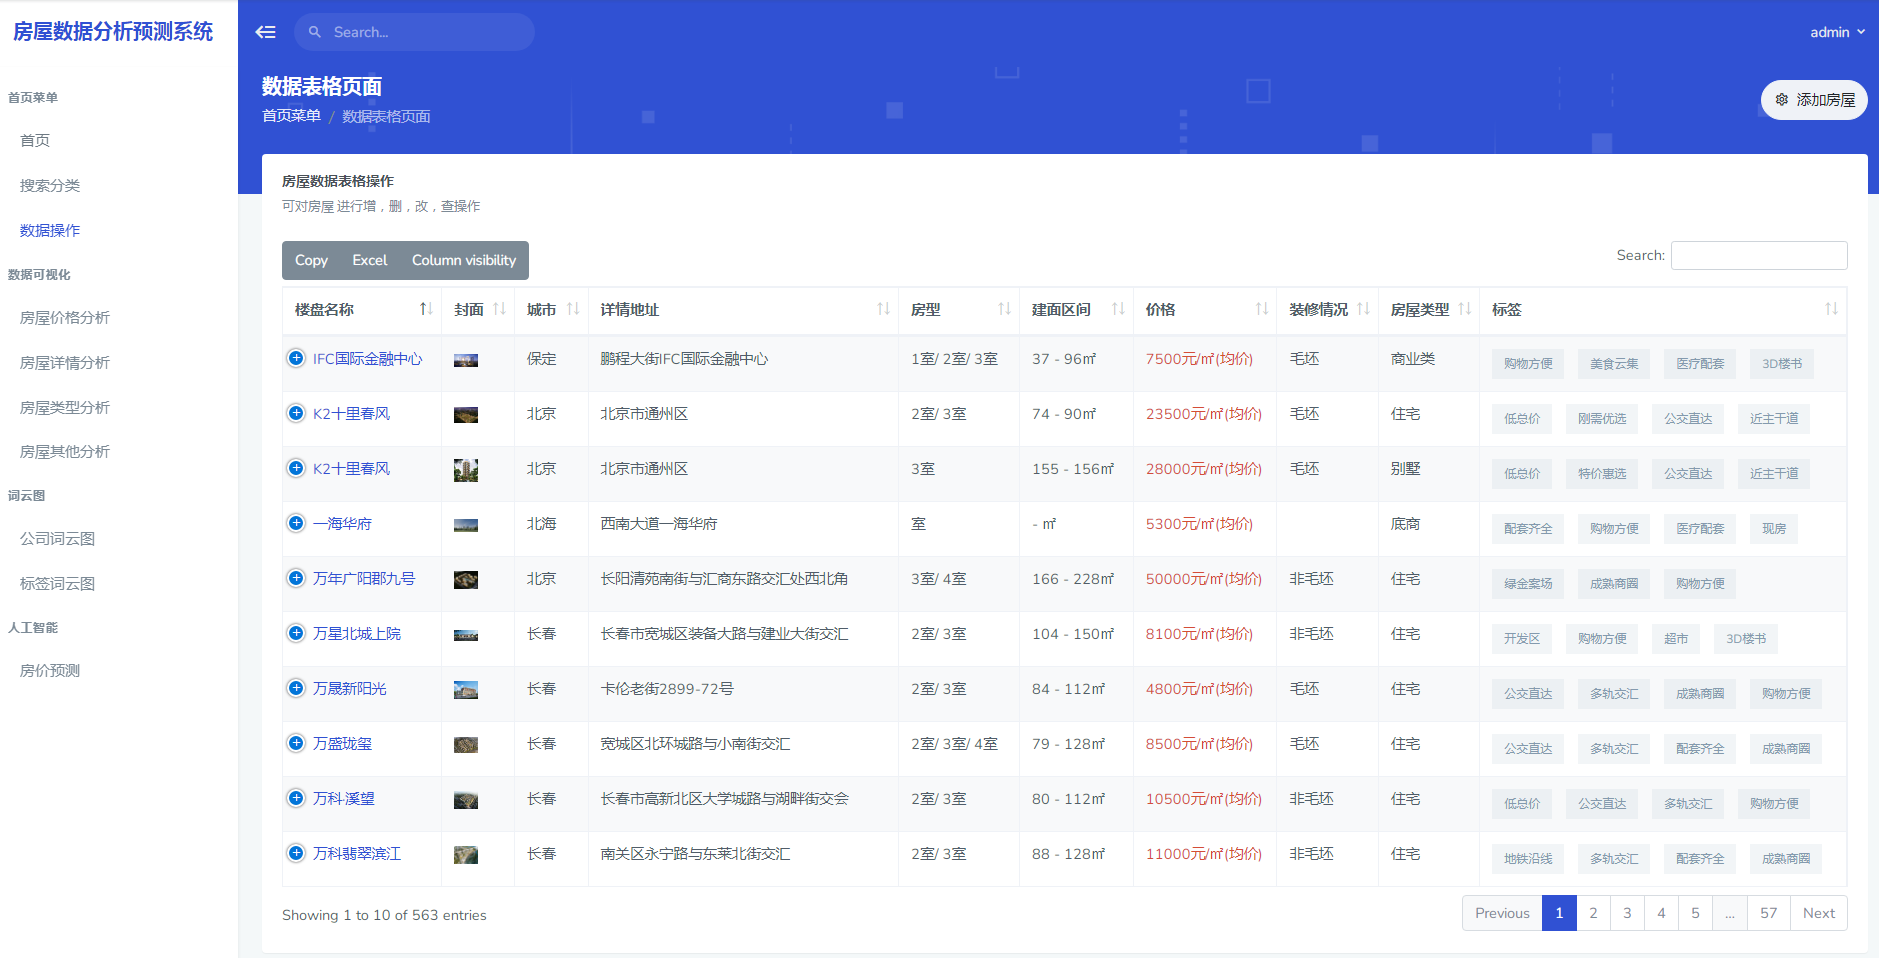 房屋数据分析预测系统
Search...
admin
数据表格页面
首页菜单 / 数据表格页面
添加房屋
首页菜单
首页
搜索分类
数据操作
数据可视化
房屋价格分析
房屋详情分析
房屋类型分析
房屋其他分析
词云图
公司词云图
标签词云图
人工智能
房价预测
房屋数据表格操作
可对房屋 进行增，删，改，查操作
Copy Excel Column visibility
Search:
楼盘名称 封面 城市 详情地址 房型 建面区间 价格 装修情况 房屋类型 标签
IFC国际金融中心 保定 鹏程大街IFC国际金融中心 1室/ 2室/ 3室 37 - 96㎡ 7500元/㎡(均价) 毛坯 商业类 购物方便 美食云集 医疗配套 3D楼书
K2十里春风 北京 北京市通州区 2室/ 3室 74 - 90㎡ 23500元/㎡(均价) 毛坯 住宅 低总价 刚需优选 公交直达 近主干道
K2十里春风 北京 北京市通州区 3室 155 - 156㎡ 28000元/㎡(均价) 毛坯 别墅 低总价 特价惠选 公交直达 近主干道
一海华府 北海 西南大道一海华府 室 - ㎡ 5300元/㎡(均价) 底商 配套齐全 购物方便 医疗配套 现房
万年广阳郡九号 北京 长阳清苑南街与汇商东路交汇处西北角 3室/ 4室 166 - 228㎡ 50000元/㎡(均价) 非毛坯 住宅 绿金案场 成熟商圈 购物方便
万星北城上院 长春 长春市宽城区装备大路与建业大街交汇 2室/ 3室 104 - 150㎡ 8100元/㎡(均价) 非毛坯 住宅 开发区 购物方便 超市 3D楼书
万晟新阳光 长春 卡伦老街2899-72号 2室/ 3室 84 - 112㎡ 4800元/㎡(均价) 毛坯 住宅 公交直达 多轨交汇 成熟商圈 购物方便
万盛珑玺 长春 宽城区北环城路与小南街交汇 2室/ 3室/ 4室 79 - 128㎡ 8500元/㎡(均价) 毛坯 住宅 公交直达 多轨交汇 配套齐全 成熟商圈
万科·溪望 长春 长春市高新北区大学城路与湖畔街交会 2室/ 3室 80 - 112㎡ 10500元/㎡(均价) 非毛坯 住宅 低总价 公交直达 多轨交汇 购物方便
万科翡翠滨江 长春 南关区永宁路与东莱北街交汇 2室/ 3室 88 - 128㎡ 11000元/㎡(均价) 非毛坯 住宅 地铁沿线 多轨交汇 配套齐全 成熟商圈
Showing 1 to 10 of 563 entries
Previous 1 2 3 4 5 ... 57 Next